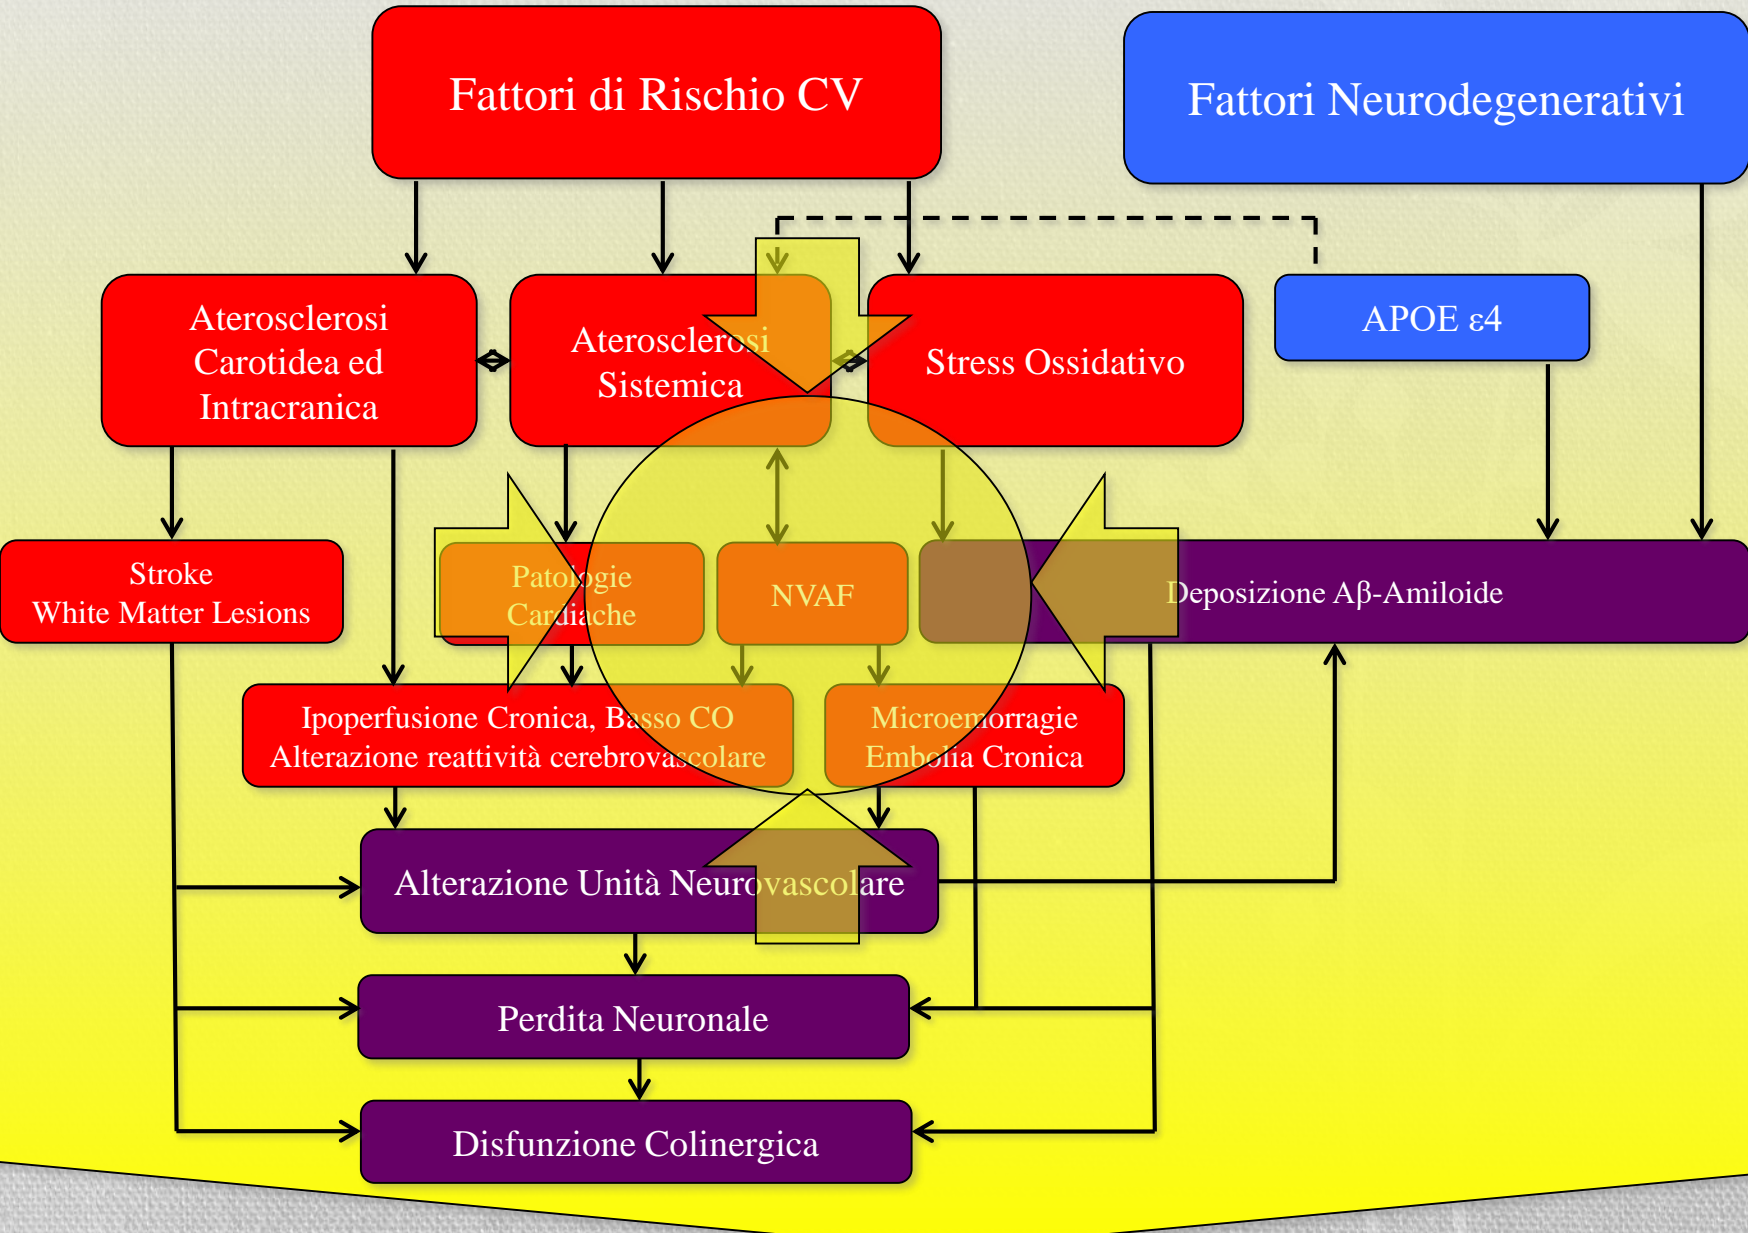 Fattori di Rischio CV
Fattori Neurodegenerativi
Aterosclerosi
Carotidea ed
Intracranica
Aterosclerosi
Sistemica
Stress Ossidativo
APOE ε4
Stroke
White Matter Lesions
Patologie
Cardiache
NVAF
Deposizione Aβ-Amiloide
Ipoperfusione Cronica, Basso CO
Alterazione reattività cerebrovascolare
Microemorragie
Embolia Cronica
Alterazione Unità Neurovascolare
Perdita Neuronale
Disfunzione Colinergica